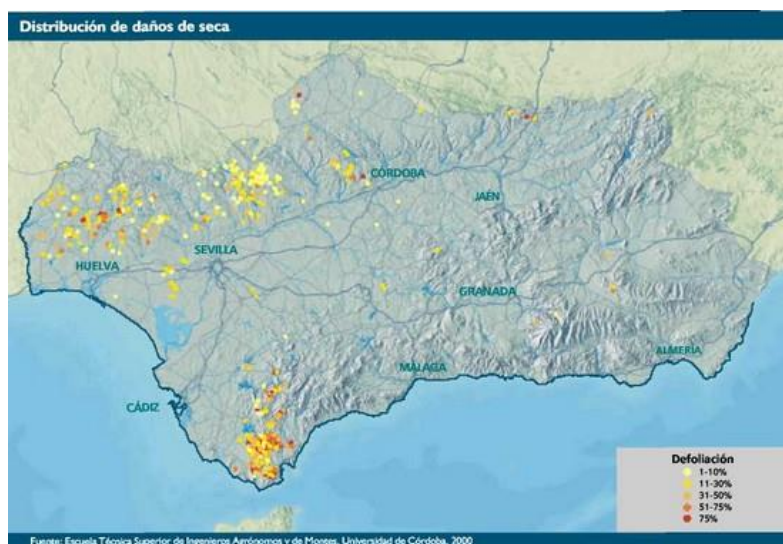 Distribución de daños de seca
CÓRDOBA
JAÉN
SEVILLA
HUELVA
GRANADA
ALMERÍA
MÁLAGA
CÁDIZ
Defoliación
1-10%
11-30%
31-50%
51-75%
75%
Fuente: Escuela Técnica Superior de Ingenieros Agrónomos y de Montes. Universidad de Córdoba, 2000